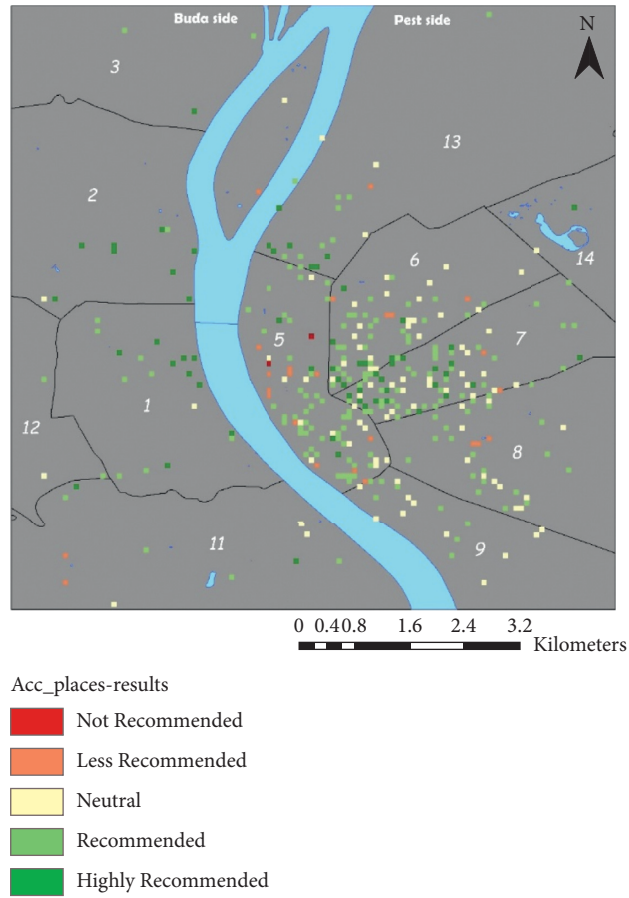 Buda side
Pest side
N
3
13
2
14
6
5
7
1
12
8
11
9
0 0.40.8 1.6 2.4 3.2
Kilometers
Acc_places-results
Not Recommended
Less Recommended
Neutral
Recommended
Highly Recommended